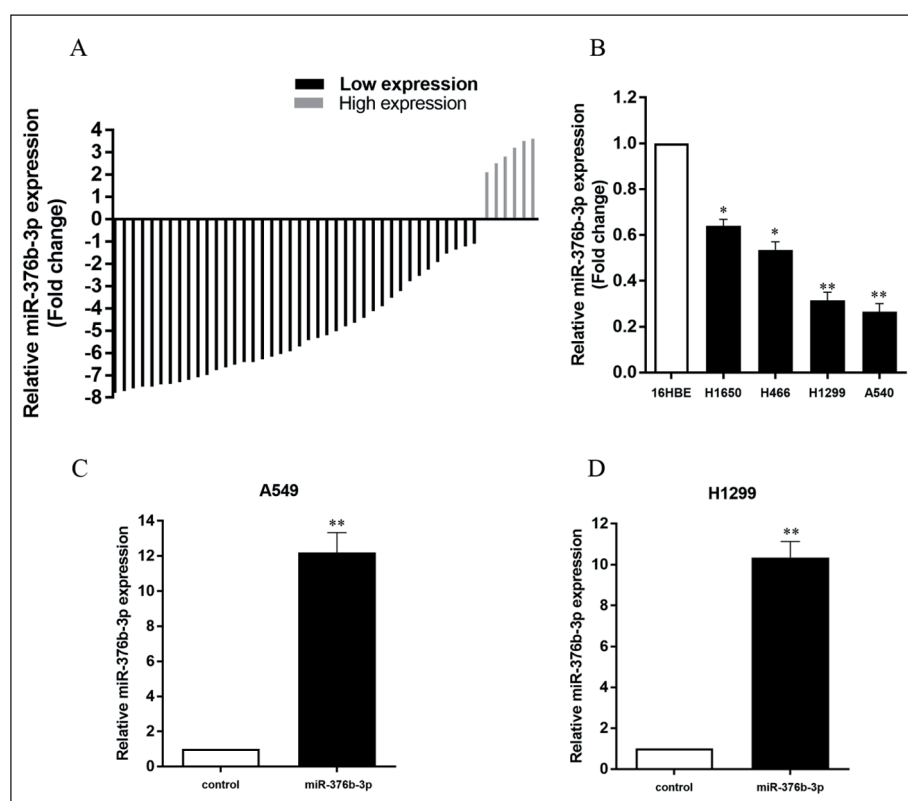 A
Low expression
High expression
Relative miR-376b-3p expression
(Fold change)
4
3
2
1
0
-1
-2
-3
-4
-5
-6
-7
-8
B
Relative miR-376b-3p expression
(Fold change)
1.2
1.0
0.8
0.6
0.4
0.2
0.0
*
*
**
**
16HBE H1650 H466 H1299 A540
C
A549
Relative miR-376b-3p expression
14
12
10
8
6
4
2
0
**
control miR-376b-3p
D
H1299
Relative miR-376b-3p expression
12
10
8
6
4
2
0
**
control miR-376b-3p